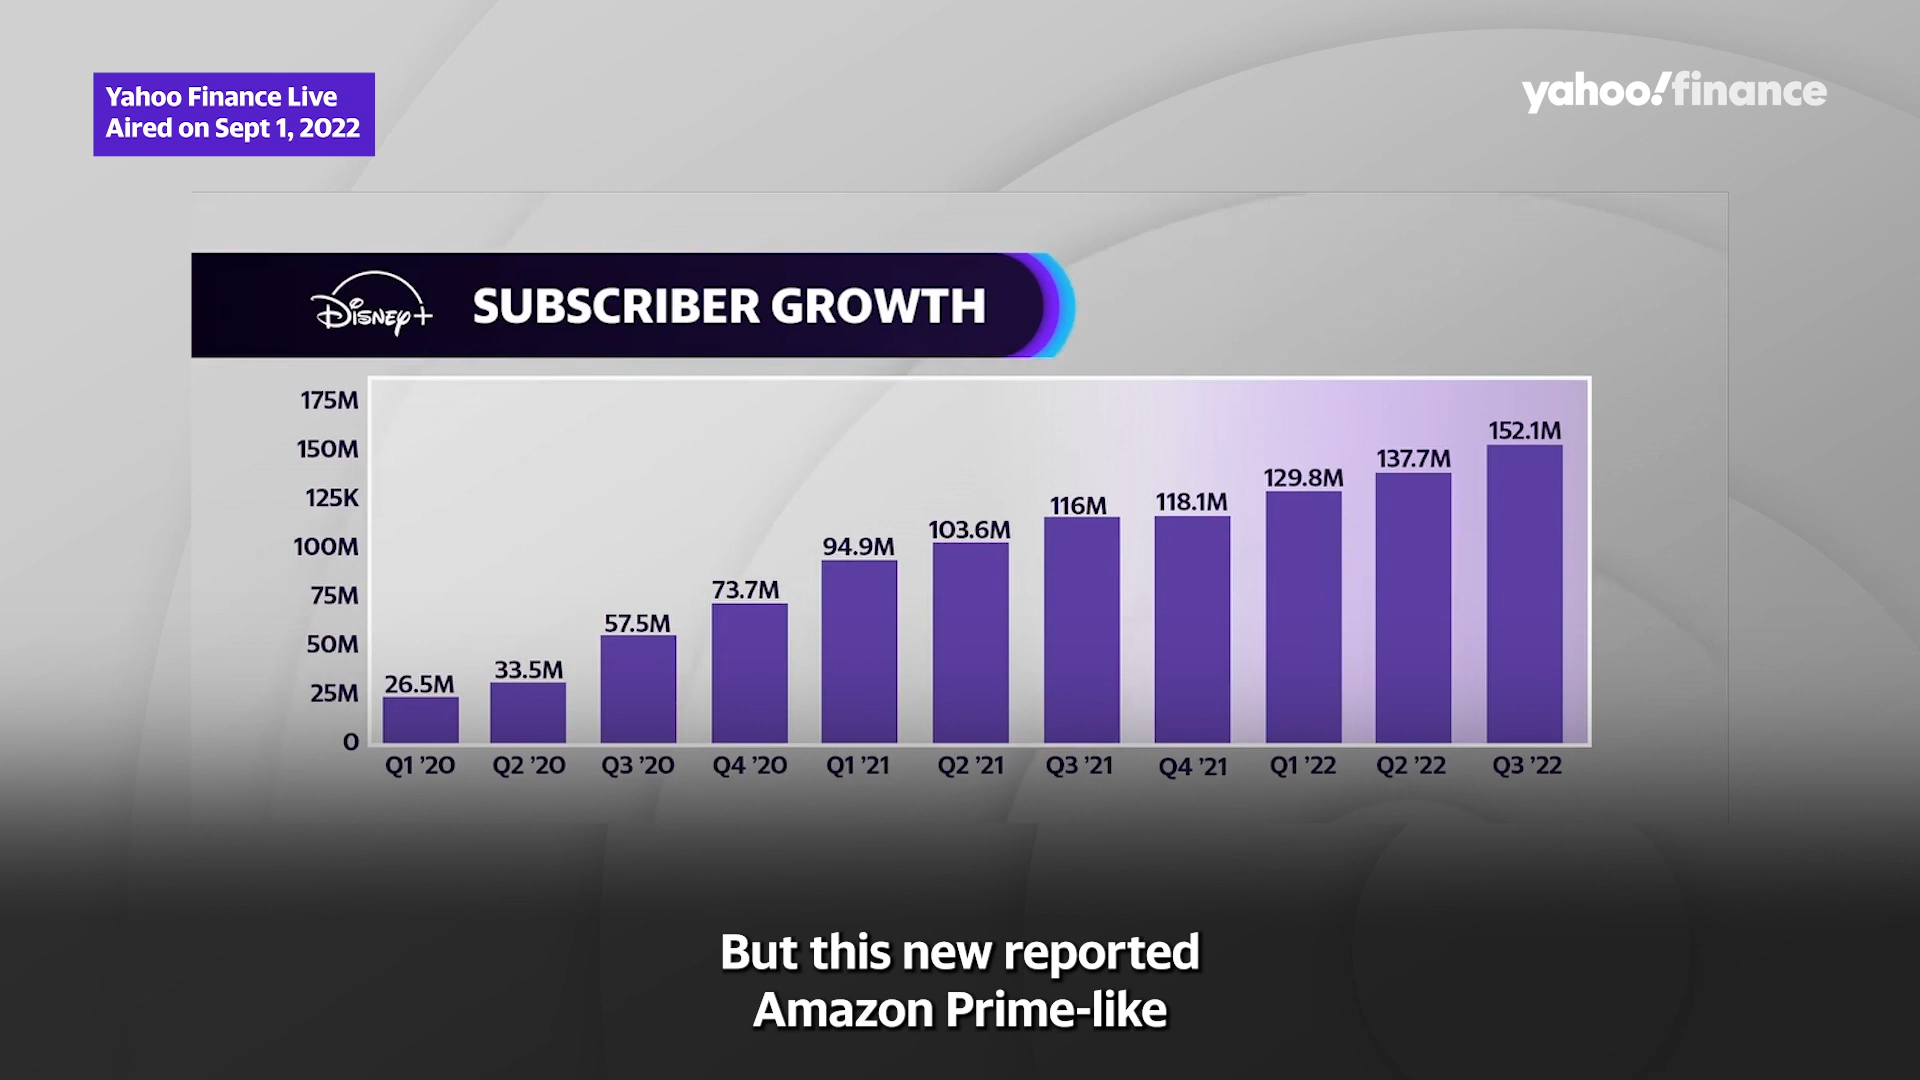 Yahoo Finance Live
Aired on Sept 1, 2022
yahoo!finance
Disney+ SUBSCRIBER GROWTH
175M
150M
125K
100M
75M
50M
25M
0
26.5M
33.5M
57.5M
73.7M
94.9M
103.6M
116M
118.1M
129.8M
137.7M
152.1M
Q1 ’20 Q2 ’20 Q3 ’20 Q4 ’20 Q1 ’21 Q2 ’21 Q3 ’21 Q4 ’21 Q1 ’22 Q2 ’22 Q3 ’22
But this new reported
Amazon Prime-like